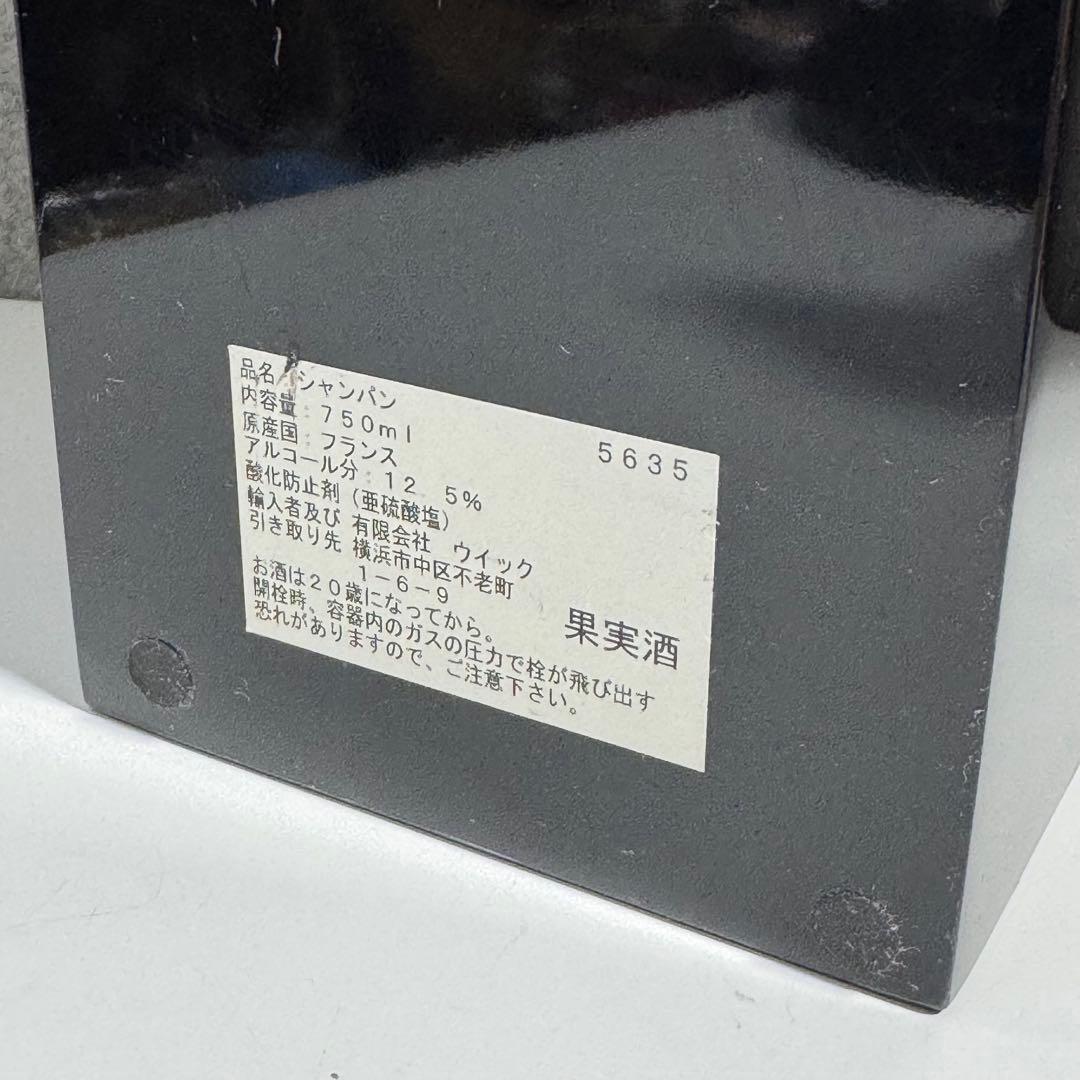 品名／シャンパン
内容量：750ml
5635
原産国：フランス
アルコール分：12．5%
酸化防止剤（亜硫酸塩）
輸入者及び 有限会社　ウイック
引き取り先 横浜市中区不老町
1－6－9
お酒は20歳になってから。
果実酒
開栓時、容器内のガスの圧力で栓が飛び出す
恐れがありますので、ご注意下さい。